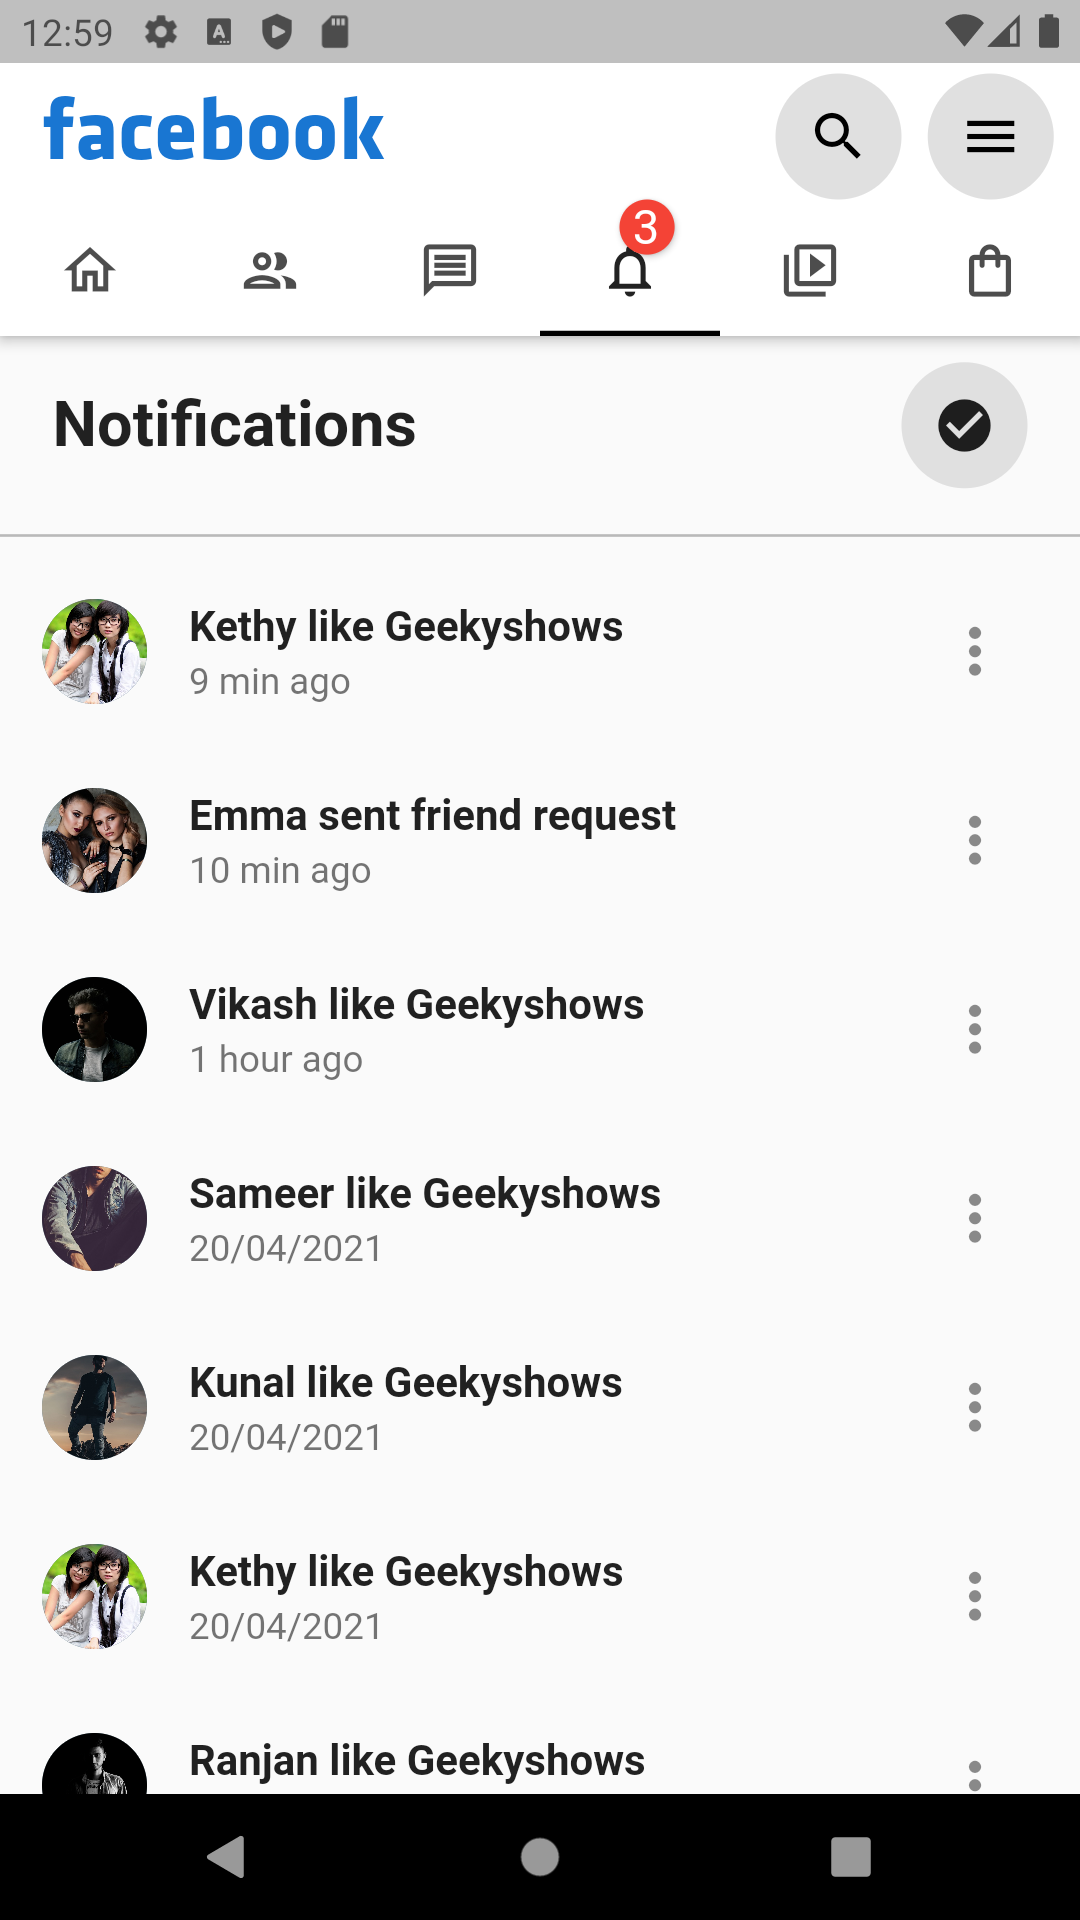 12:59
facebook
3
Notifications
Kethy like Geekyshows
9 min ago
Emma sent friend request
10 min ago
Vikash like Geekyshows
1 hour ago
Sameer like Geekyshows
20/04/2021
Kunal like Geekyshows
20/04/2021
Kethy like Geekyshows
20/04/2021
Ranjan like Geekyshows